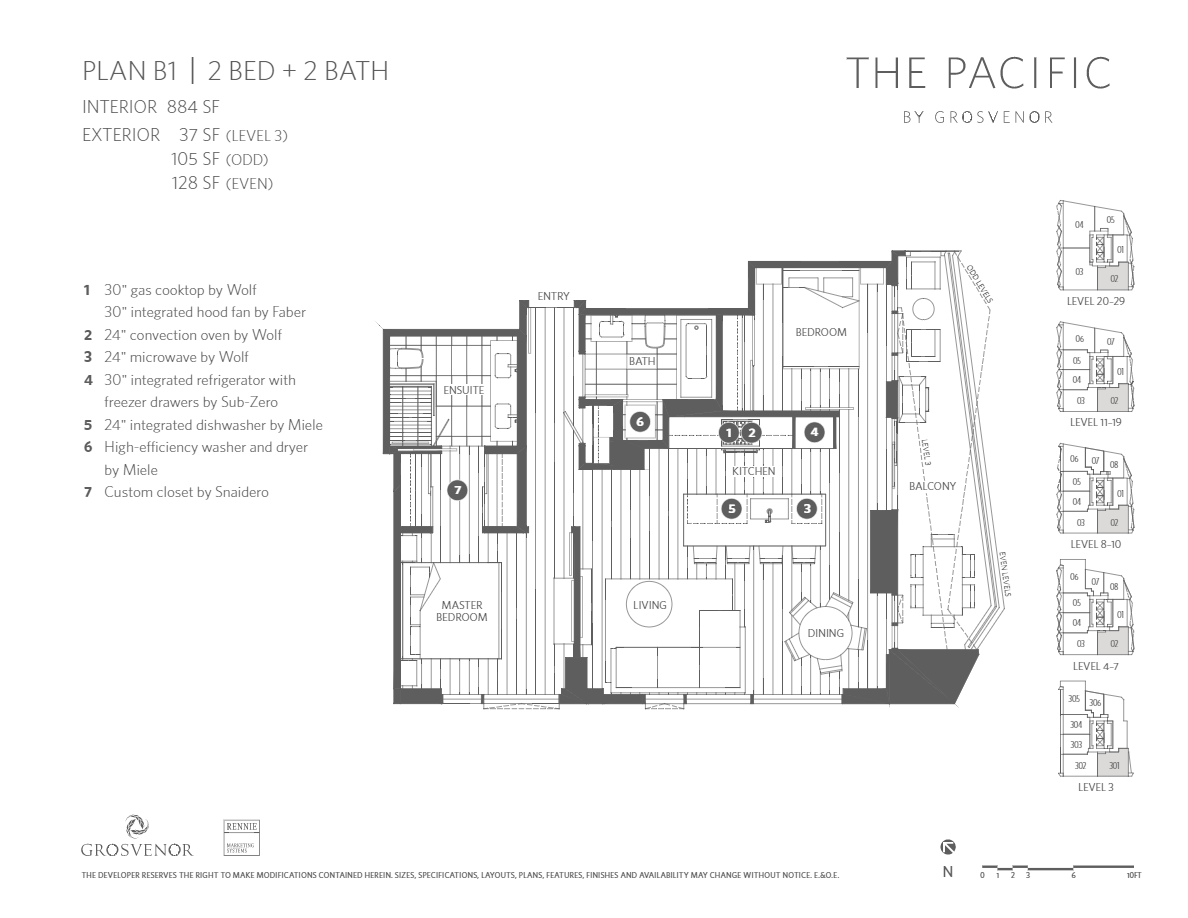 PLAN B1 | 2 BED + 2 BATH
INTERIOR 884 SF
EXTERIOR 37 SF (LEVEL 3)
105 SF (ODD)
128 SF (EVEN)
THE PACIFIC
BY GROSVENOR
1 30" gas cooktop by Wolf
30" integrated hood fan by Faber
2 24" convection oven by Wolf
3 24" microwave by Wolf
4 30" integrated refrigerator with
freezer drawers by Sub-Zero
5 24" integrated dishwasher by Miele
6 High-efficiency washer and dryer
by Miele
7 Custom closet by Snaidero
ENTRY
ODD LEVELS
BEDROOM
BATH
ENSUITE
6
1 2
4
KITCHEN
LEVEL 3
BALCONY
7
5
3
EVEN LEVELS
MASTER
BEDROOM
LIVING
DINING
04
05
01
03
02
LEVEL 20-29
06
07
05
01
04
03
02
LEVEL 11-19
06
07
08
05
01
04
03
02
LEVEL 8-10
06
07
08
05
01
04
03
02
LEVEL 4-7
305
306
304
303
302
301
LEVEL 3
GROSVENOR
RENNIE
MARKETING
SYSTEMS
THE DEVELOPER RESERVES THE RIGHT TO MAKE MODIFICATIONS CONTAINED HEREIN. SIZES, SPECIFICATIONS, LAYOUTS, PLANS, FEATURES, FINISHES AND AVAILABILITY MAY CHANGE WITHOUT NOTICE. E.&O.E.
N
0 1 2 3 6 10FT